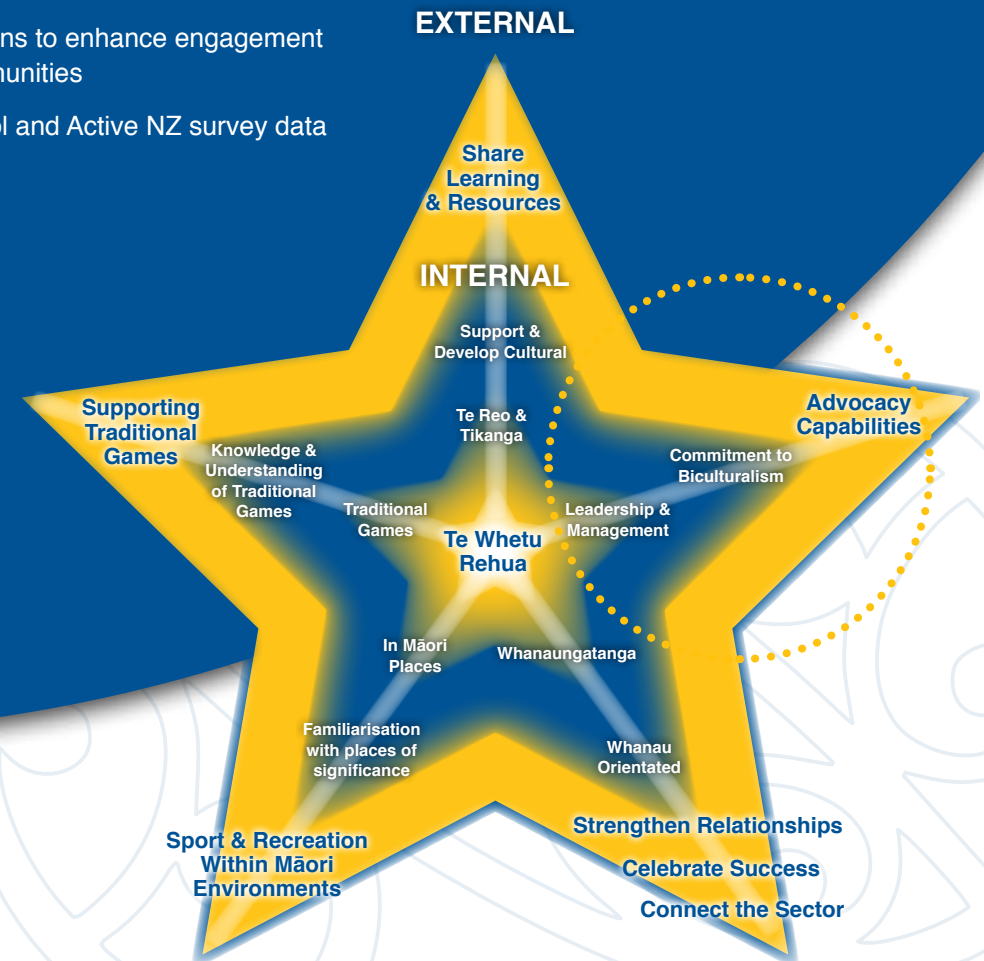 EXTERNAL
ns to enhance engagement
unities
l and Active NZ survey data
Share
Learning
& Resources
INTERNAL
Support &
Develop Cultural
Te Reo &
Tikanga
Supporting
Traditional
Games
Knowledge &
Understanding
of Traditional
Games
Traditional
Games
Te Whetu
Rehua
Leadership &
Management
Commitment to
Biculturalism
Advocacy
Capabilities
In Māori
Places
Whanaungatanga
Familiarisation
with places of
significance
Whanau
Orientated
Sport & Recreation
Within Māori
Environments
Strengthen Relationships
Celebrate Success
Connect the Sector